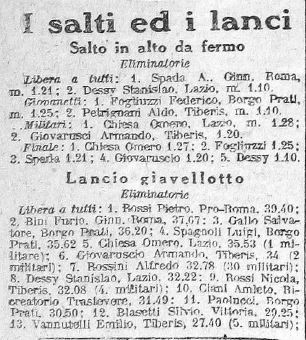 I salti ed i lanci
Salto in alto da fermo
Eliminatorie
Libera a tutti: 1. Spada A., Ginn. Roma,
m. 1.21; 2. Dessy Stanislao, Lazio, m. 1.10.
Giovanetti: 1. Fogliuzzi Federico, Borgo Prati,
m. 1.25; 2. Petrignani Aldo, Tiberis, m. 1.10.
Militari: 1. Chiesa Omero, Lazio, m. 1.28;
2. Giovarusci Armando, Tiberis, 1.20.
Finale: 1. Chiesa Omero 1.27; 2. Fogliuzzi 1.25;
3. Spada 1.21; 4. Giovaruscio 1.20; 5. Dessy 1.10.
Lancio giavellotto
Eliminatorie
Libera a tutti: 1. Rossi Pietro, Pro-Roma, 39,40;
2. Bini Furio, Ginn. Roma, 37,67; 3. Gallo Salva-
tore, Borgo Prati, 36,20; 4. Spagnoli Luigi, Borgo
Prati, 35.62 5. Chiesa Omero, Lazio, 35.53 (1 mi-
litare); 6. Giovaruscio Armando, Tiberis, 34 (2
militari); 7. Rossini Alfredo 32.78 (30 militari);
8. Dessy Stanislao, Lazio, 32.22; 9. Rossi Nicola,
Tiberis, 32.08 (4. militari); 10. Ciani Amleto, Ri-
creatorio Trastevere, 31.49; 11. Paolucci, Borgo
Prati, 30.50; 12. Blasetti Silvio, Vittoria, 29.25;
13. Vannutelli Emilio, Tiberis, 27.40 (5. militari);